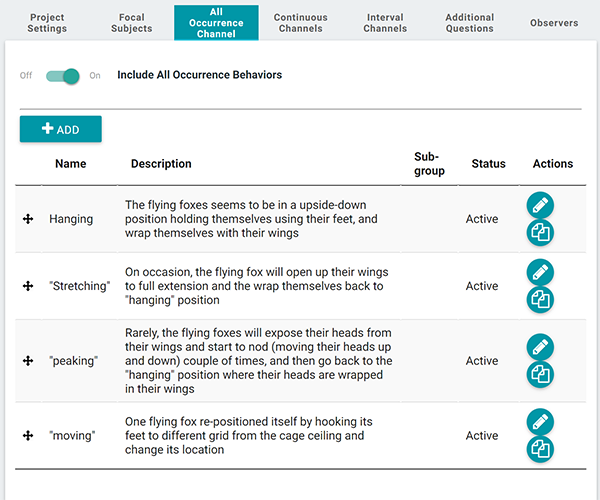 Project Settings
Focal Subjects
All Occurrence Channel
Continuous Channels
Interval Channels
Additional Questions
Observers
Off On Include All Occurrence Behaviors
+ ADD
Name Description Sub-group Status Actions
The flying foxes seems to be in a upside-down
Hanging position holding themselves using their feet, and Active
wrap themselves with their wings
On occasion, the flying fox will open up their wings
"Stretching" to full extension and the wrap themselves back to Active
"hanging" position
Rarely, the flying foxes will expose their heads from
their wings and start to nod (moving their heads up
"peaking" and down) couple of times, and then go back to the Active
"hanging" position where their heads are wrapped
in their wings
One flying fox re-positioned itself by hooking its
"moving" feet to different grid from the cage ceiling and Active
change its location